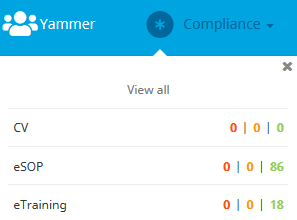 Yammer Compliance
View all
CV 0 | 0 | 0
eSOP 0 | 0 | 86
eTraining 0 | 0 | 18